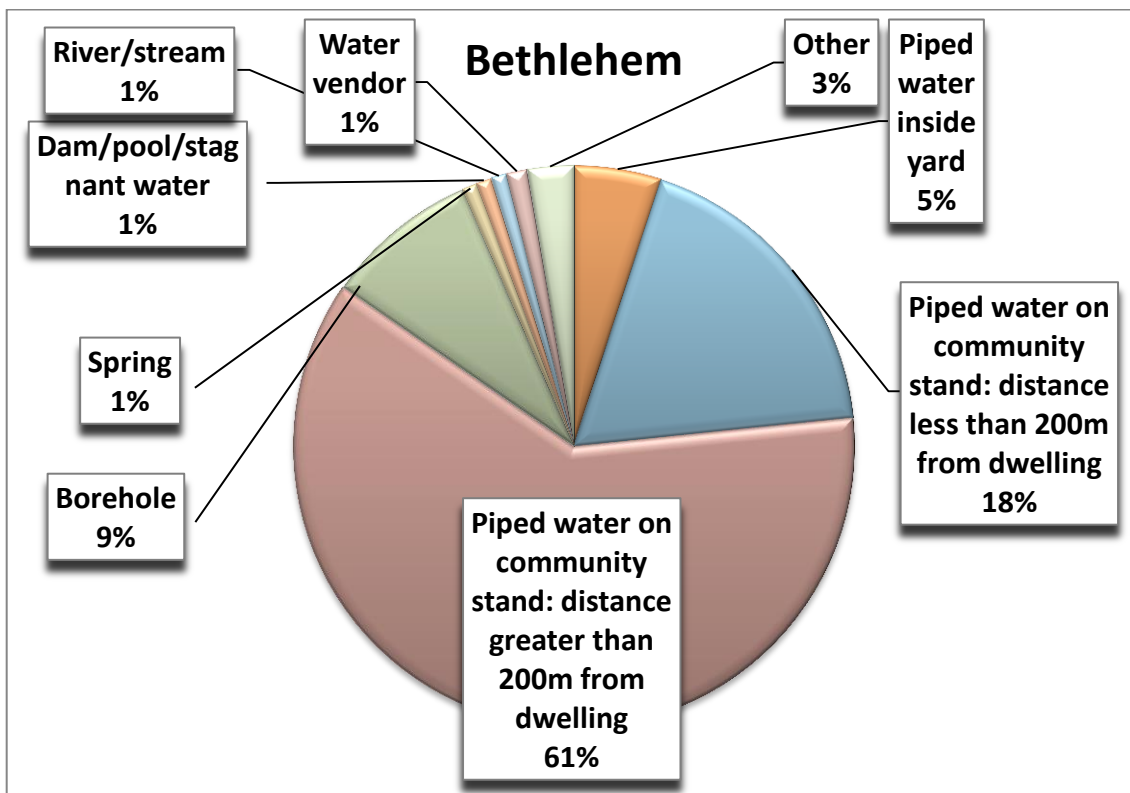 Bethlehem
River/stream
1%
Water
vendor
1%
Other
3%
Piped
water
inside
yard
5%
Dam/pool/stag
nant water
1%
Spring
1%
Borehole
9%
Piped water on
community
stand: distance
less than 200m
from dwelling
18%
Piped water on
community
stand: distance
greater than
200m from
dwelling
61%